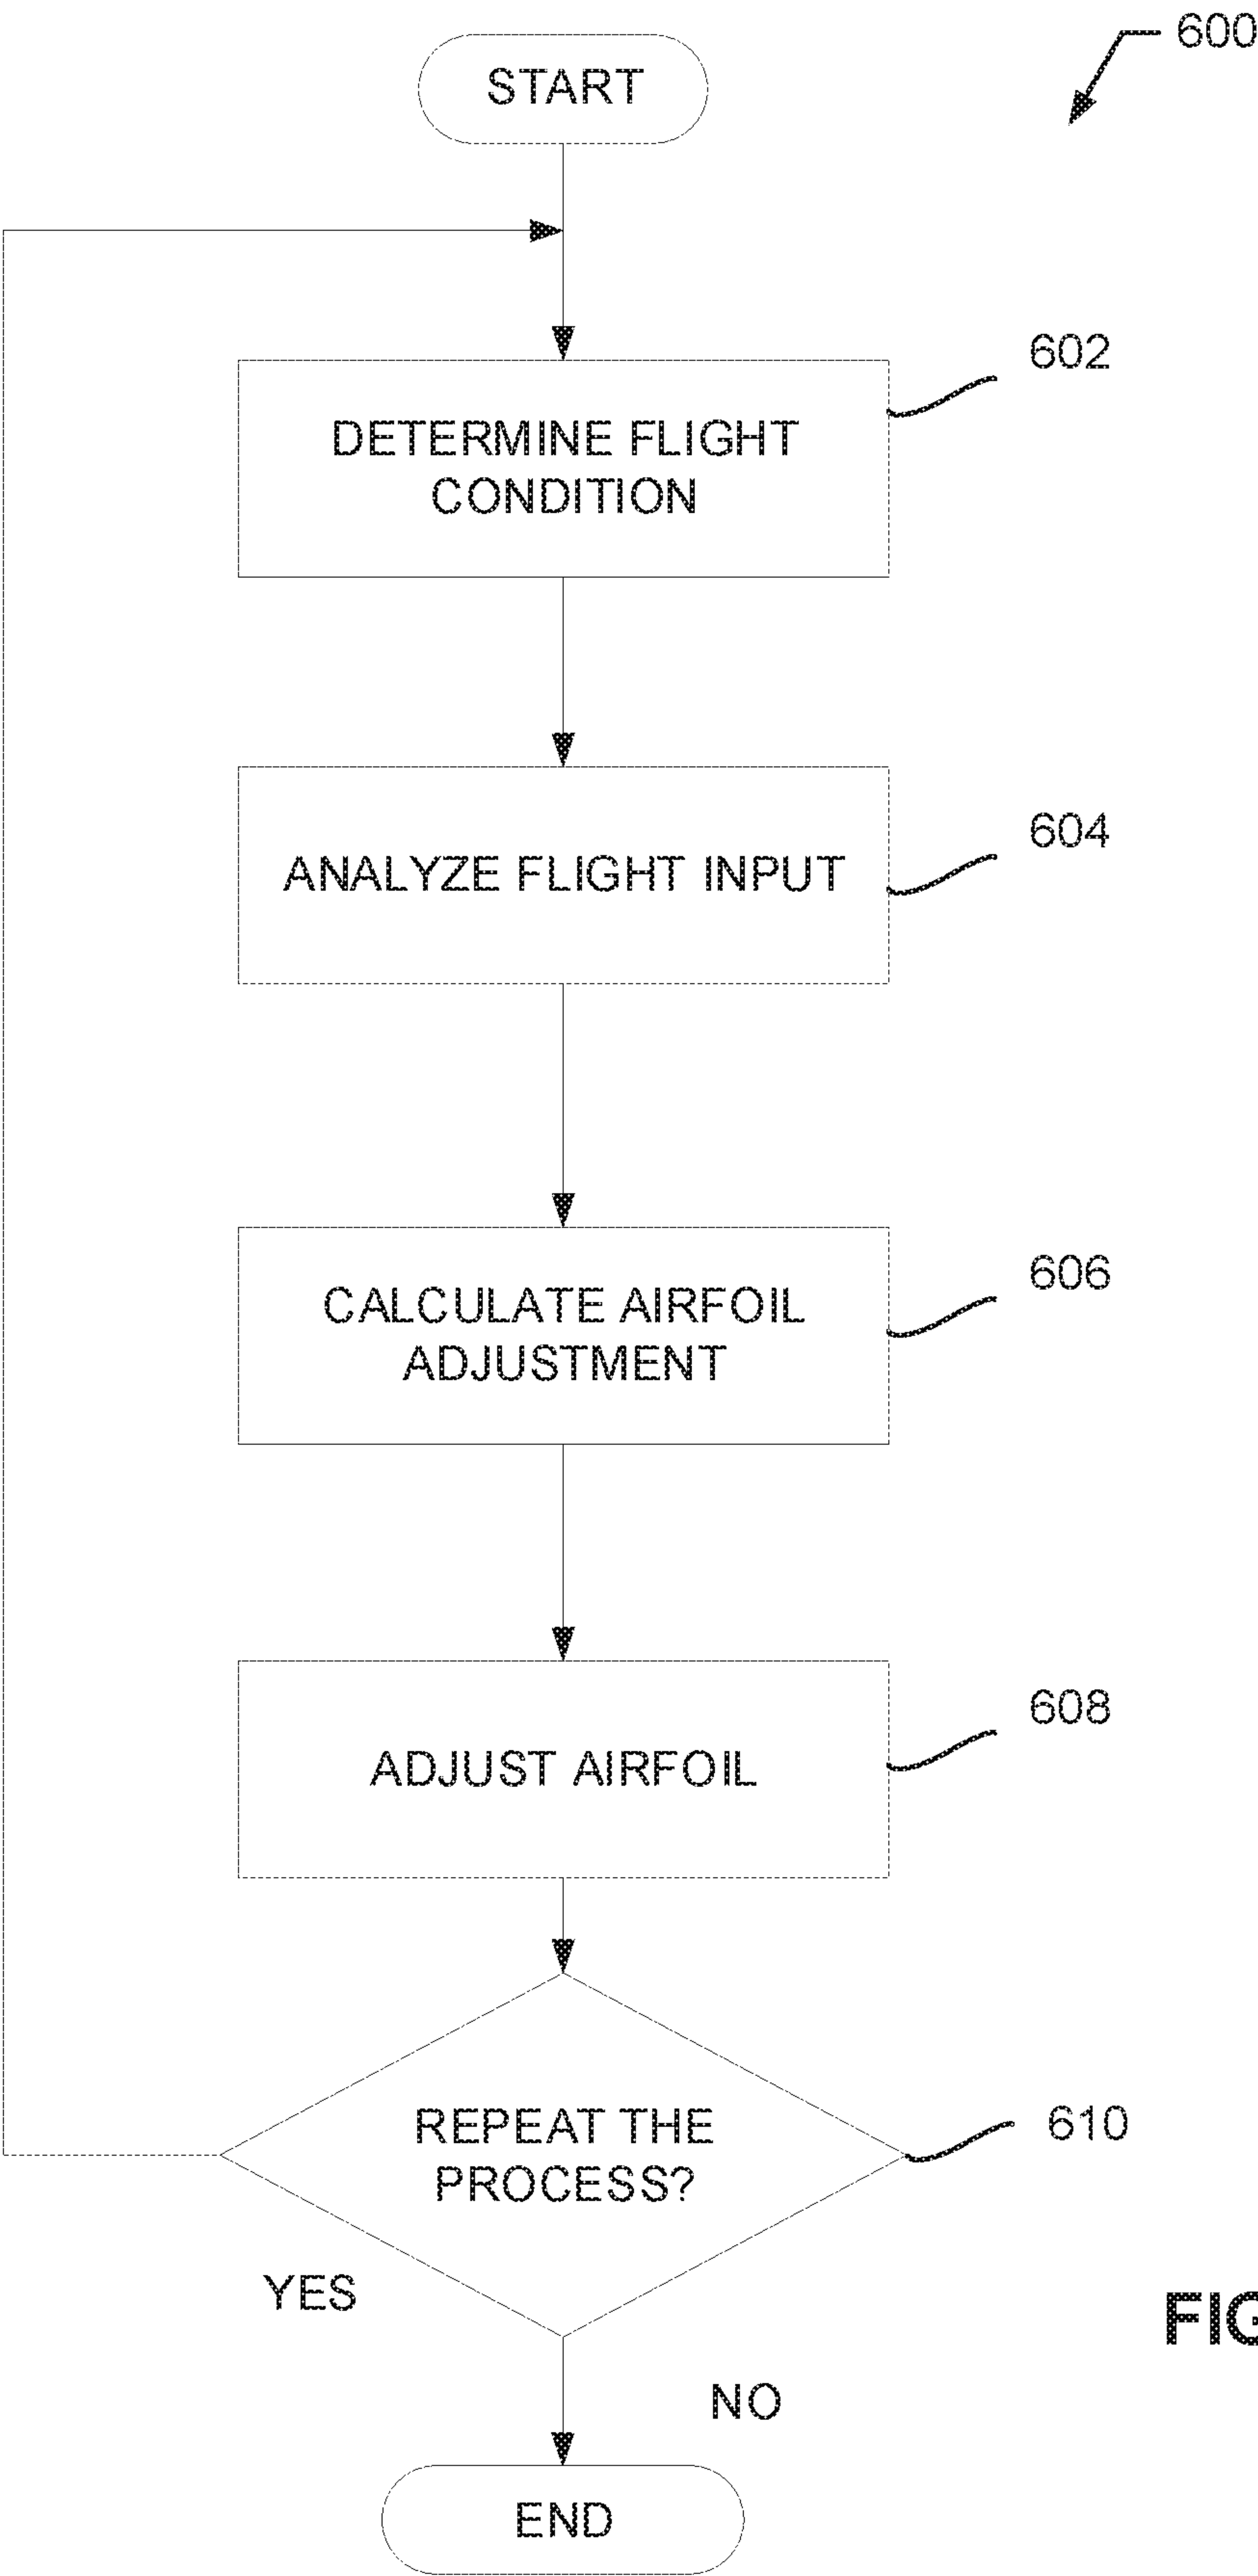 600
START
602
DETERMINE FLIGHT
CONDITION
604
ANALYZE FLIGHT INPUT
606
CALCULATE AIRFOIL
ADJUSTMENT
608
ADJUST AIRFOIL
610
REPEAT THE
PROCESS?
YES
FIG
NO
END